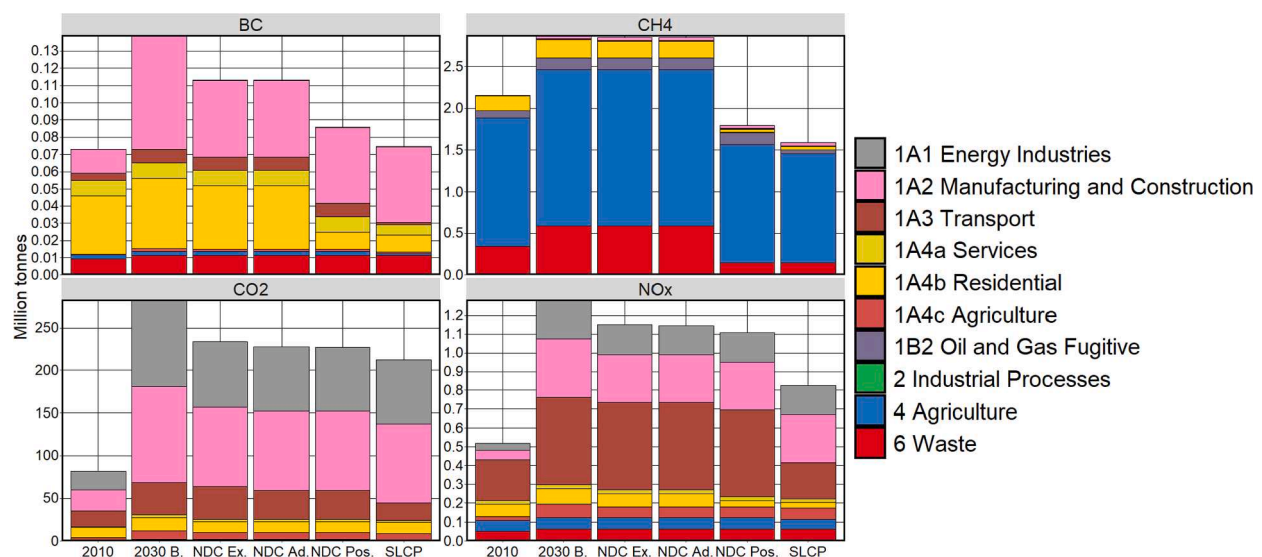 BC
CH4
0.13
0.12
0.11
0.10
0.09
0.08
0.07
0.06
0.05
0.04
0.03
0.02
0.01
0.00
2.5
2.0
1.5
1.0
0.5
0.0
CO2
NOx
250
200
150
100
50
0
1.2
1.1
1.0
0.9
0.8
0.7
0.6
0.5
0.4
0.3
0.2
0.1
0.0
Million tonnes
2010 2030 B. NDC Ex. NDC Ad. NDC Pos. SLCP
2010 2030 B. NDC Ex. NDC Ad. NDC Pos. SLCP
1A1 Energy Industries
1A2 Manufacturing and Construction
1A3 Transport
1A4a Services
1A4b Residential
1A4c Agriculture
1B2 Oil and Gas Fugitive
2 Industrial Processes
4 Agriculture
6 Waste